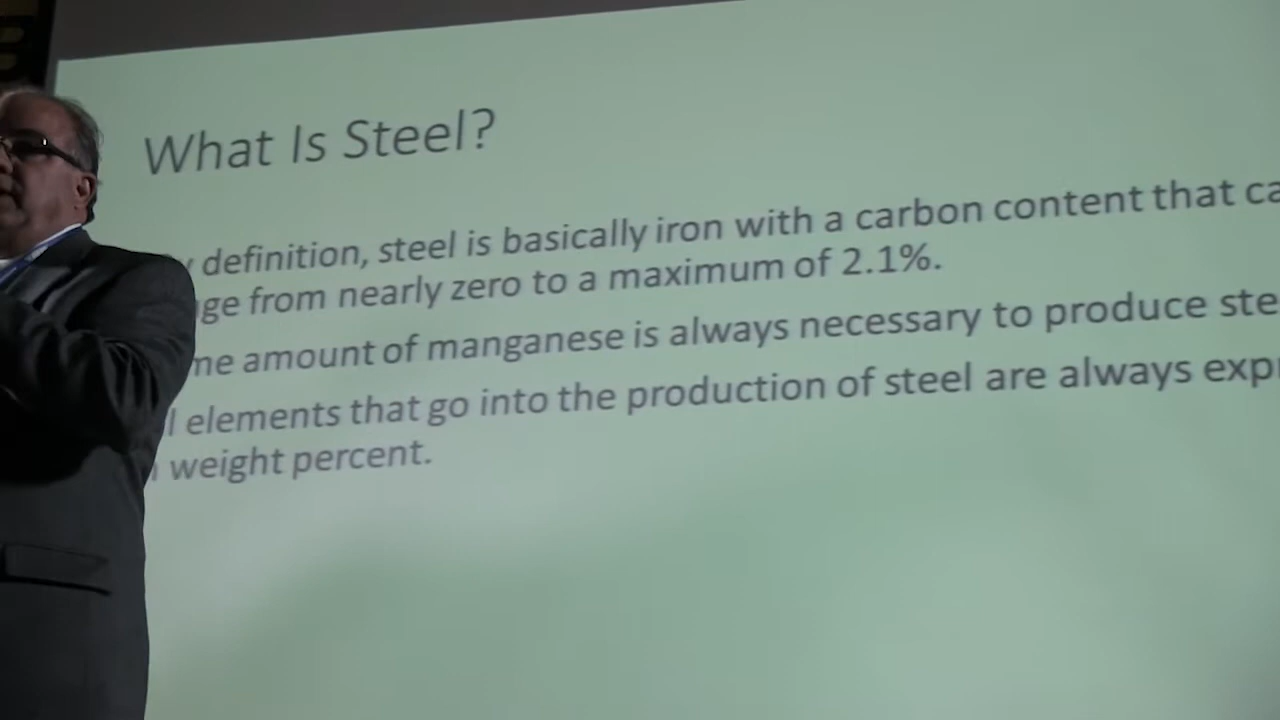 What Is Steel?
definition, steel is basically iron with a carbon content that
from nearly zero to a maximum of 2.1%.
amount of manganese is always necessary to produce
elements that go into the production of steel are always
weight percent.